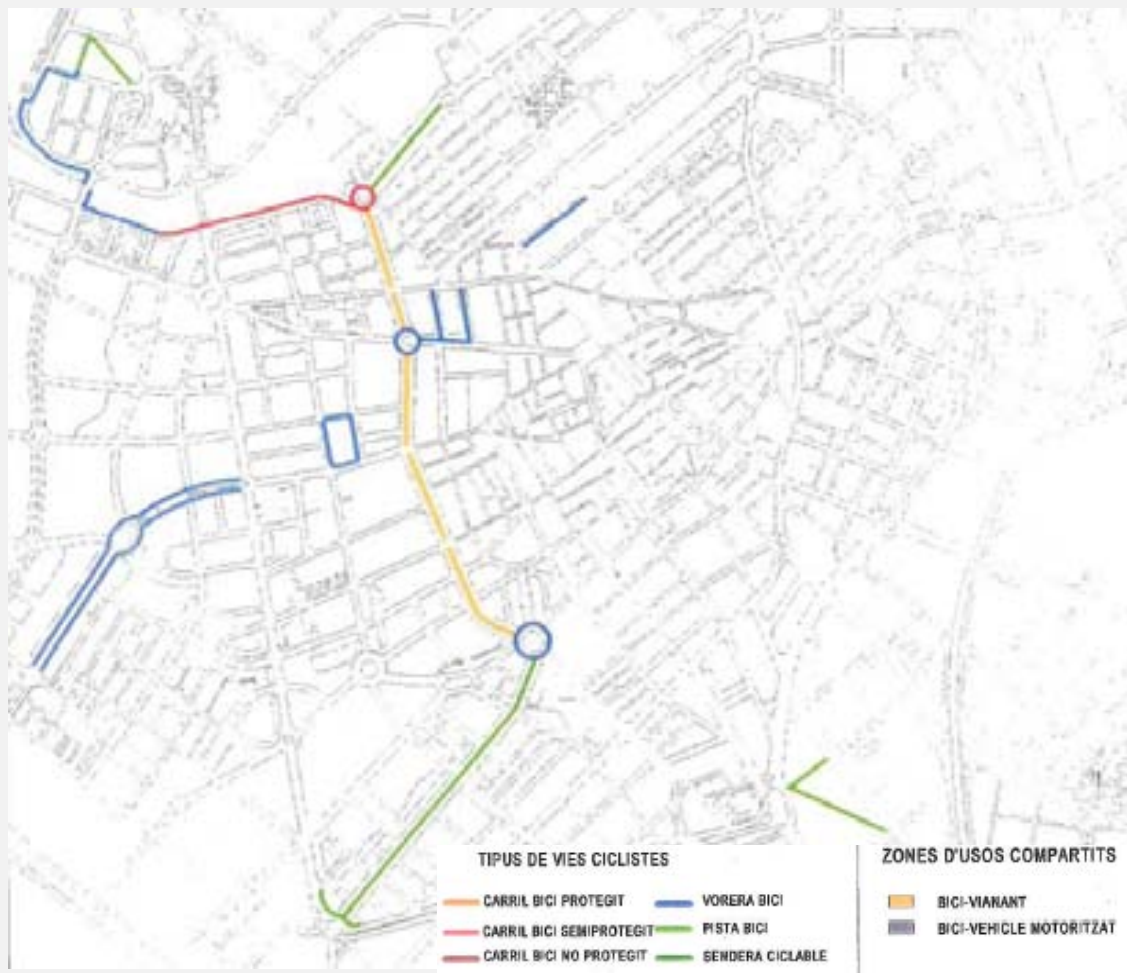 TIPUS DE VIES CICLISTES
CARRIL BICI PROTEGIT
CARRIL BICI SEMIPROTEGIT
CARRIL BICI NO PROTEGIT
VORERA BICI
PISTA BICI
SENDERA CICLABLE
ZONES D'USOS COMPARTITS
BICI-VIANANT
BICI-VEHICLE MOTORITZAT